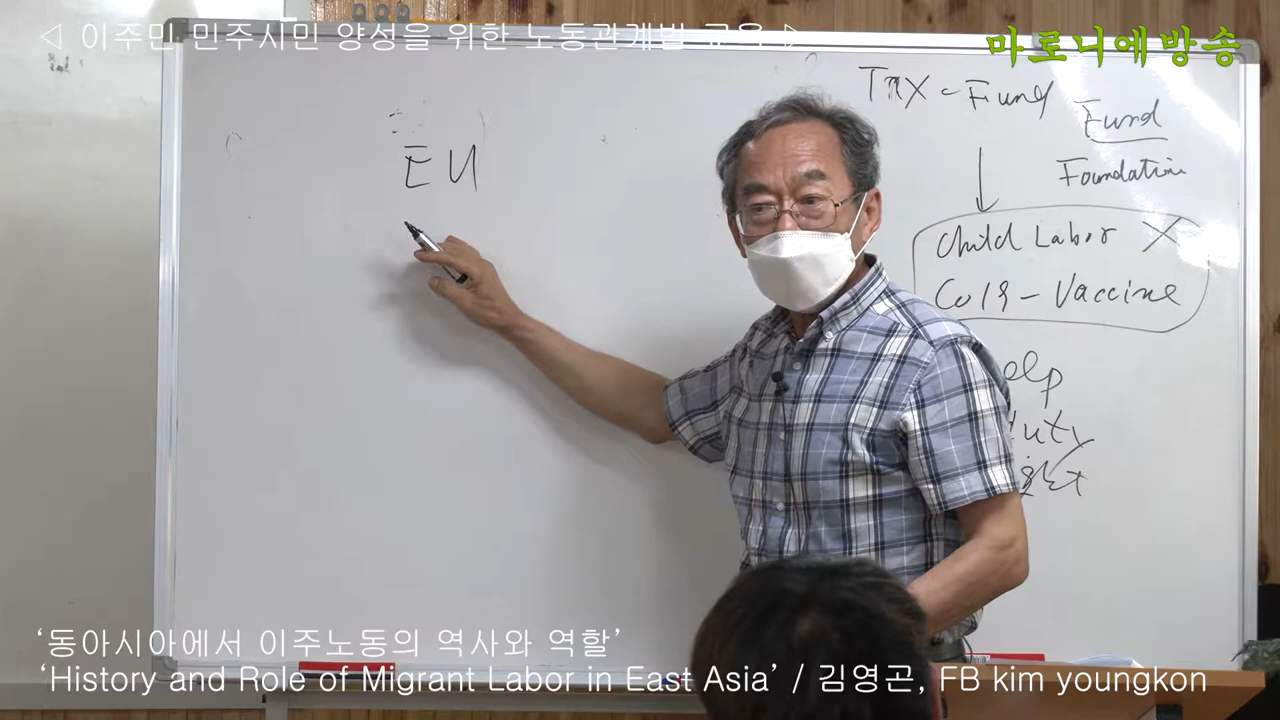 ◁ 이주민 민주시민 양성을 위한 노동관계법 교육 ▷
마로니에방송
EU
Tax - Fund
Fund
Foundation
Child Labor X
Co19 - Vaccine
elp
uty
‘동아시아에서 이주노동의 역사와 역할’
‘History and Role of Migrant Labor in East Asia’ / 김영곤, FB kim youngkon